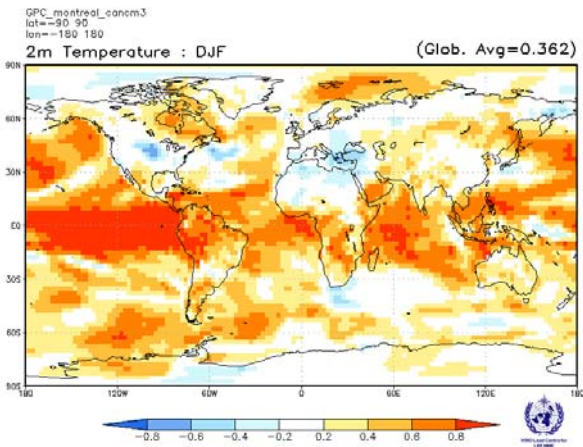 GPC_montreal_cancm3
lat=-90 90
lon=-180 180
2m Temperature : DJF
(Glob. Avg=0.362)
90N
60N
30N
EQ
30S
60S
90S
180
120W
60W
0
60E
120E
180
-0.8
-0.6
-0.4
-0.2
0.2
0.4
0.6
0.8